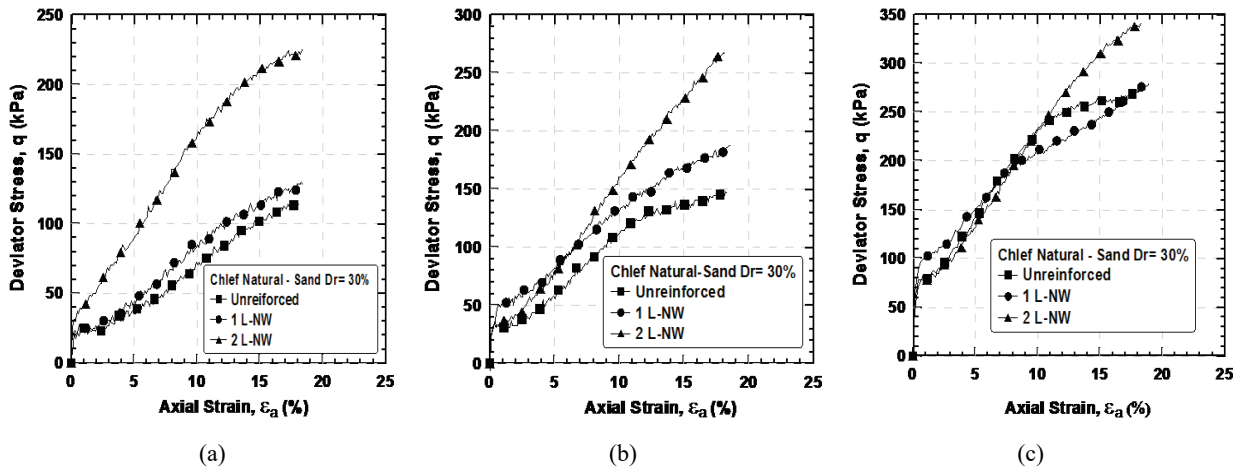 250
200
150
100
50
0
Deviator Stress, q (kPa)
Chlef Natural - Sand Dr= 30%
Unreiforced
1 L-NW
2 L-NW
0 5 10 15 20 25
Axial Strain, εa (%)
(a)
300
250
200
150
100
50
0
Deviator Stress, q (kPa)
Chlef Natural-Sand Dr= 30%
Unreinforced
1 L-NW
2 L-NW
0 5 10 15 20 25
Axial Strain, εa (%)
(b)
350
300
250
200
150
100
50
0
Deviator Stress, q (kPa)
Chlef Natural - Sand Dr= 30%
Unreinforced
1 L-NW
2 L-NW
0 5 10 15 20 25
Axial Strain, εa (%)
(c)